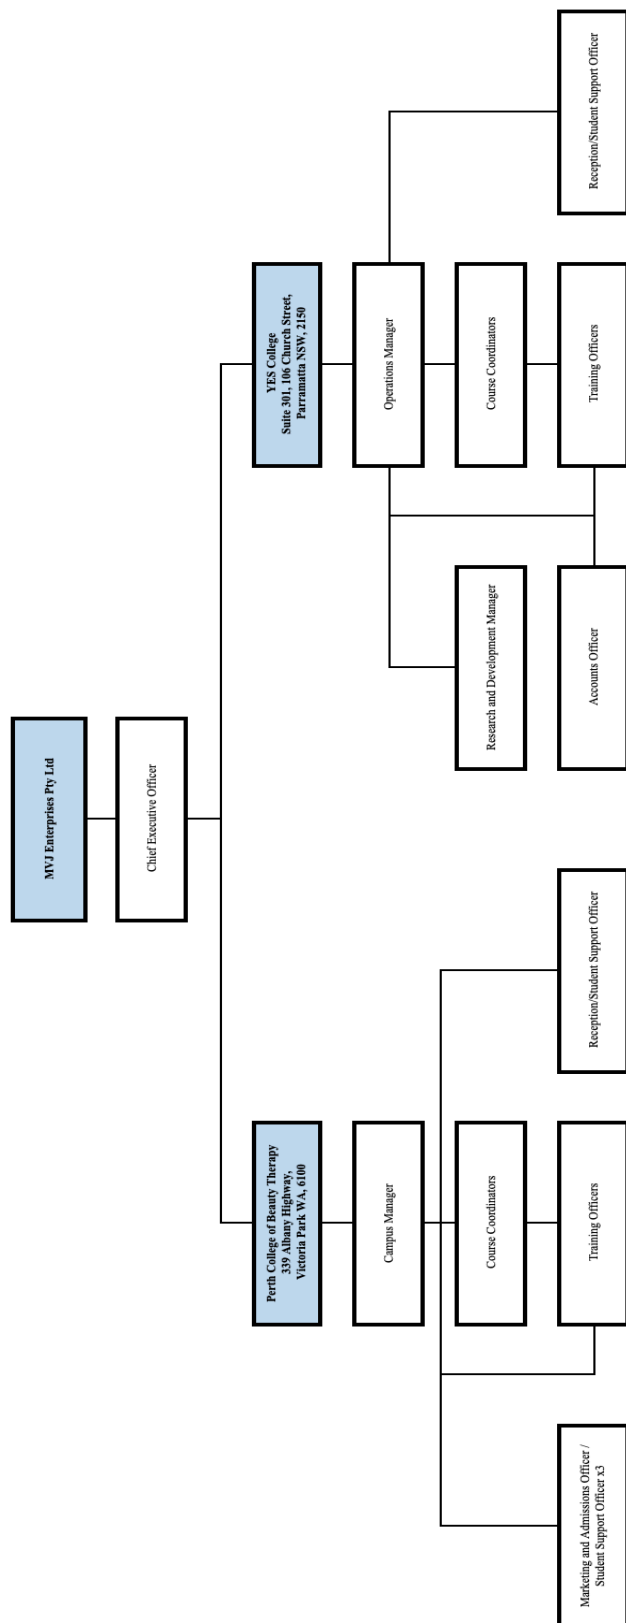 MVJ Enterprises Pty Ltd
Chief Executive Officer
Perth College of Beauty Therapy
339 Albany Highway,
Victoria Park WA, 6100
YES College
Suite 301, 106 Church Street,
Parramatta NSW, 2150
Campus Manager
Operations Manager
Course Coordinators
Research and Development Manager
Course Coordinators
Marketing and Admissions Officer /
Student Support Officer x3
Training Officers
Reception/Student Support Officer
Accounts Officer
Training Officers
Reception/Student Support Officer